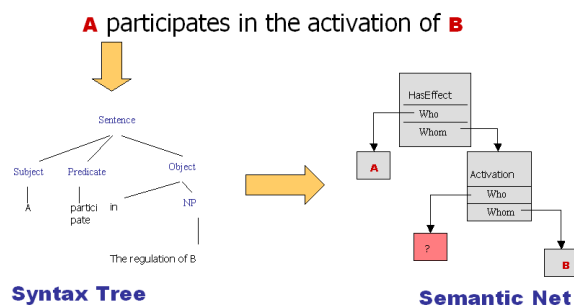 A participates in the activation of B
Sentence
Subject Predicate Object
A partici in NP
pate
The regulation of B
Syntax Tree
HasEffect
Who
Whom
A
Activation
Who
Whom
?
B
Semantic Net